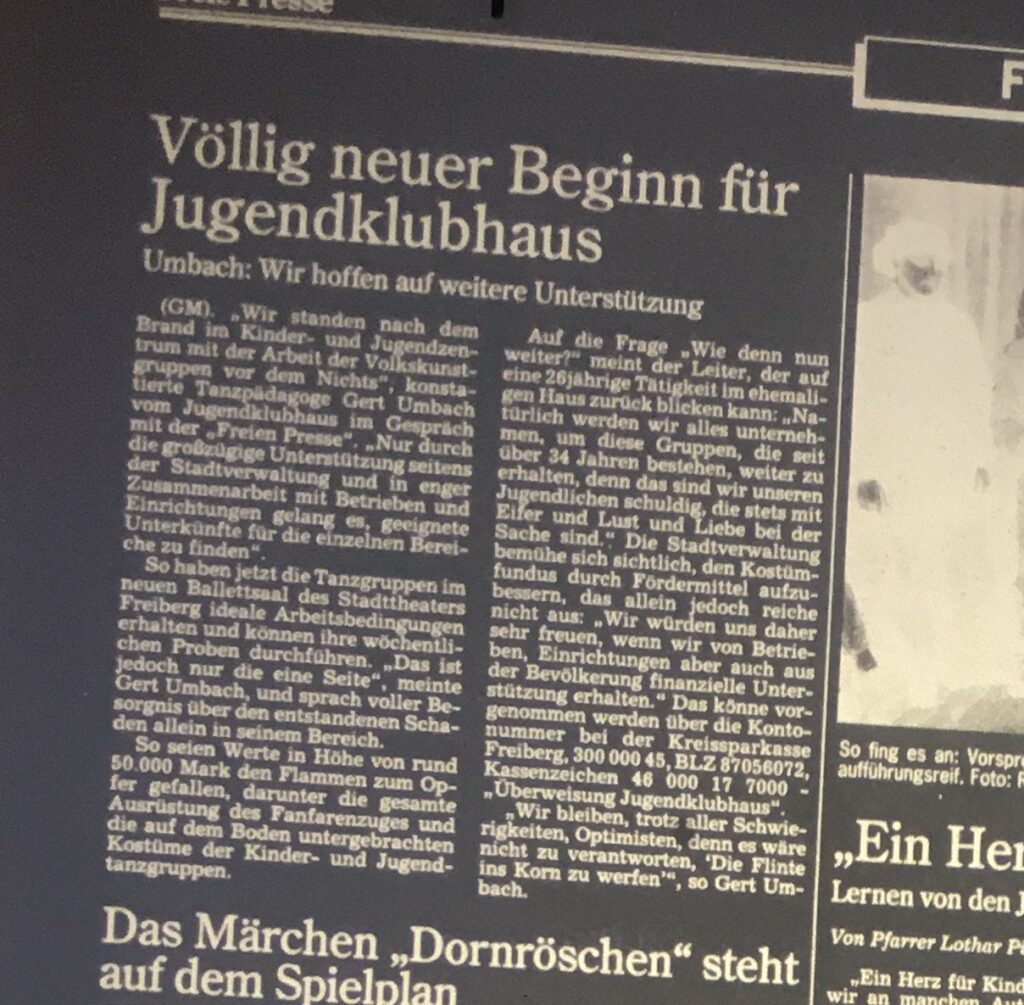 Presse
F
Völlig neuer Beginn für
Jugendklubhaus
Umbach: Wir hoffen auf weitere Unterstützung
(GM). „Wir standen nach dem
Brand im Kinder- und Jugendzen-
trum mit der Arbeit der Volkskunst-
gruppen vor dem Nichts“, konsta-
tierte Tanzpädagoge Gert Umbach
vom Jugendklubhaus im Gespräch
mit der „Freien Presse“. „Nur durch
die großzügige Unterstützung seitens
der Stadtverwaltung und in enger
Zusammenarbeit mit Betrieben und
Einrichtungen gelang es, geeignete
Unterkünfte für die einzelnen Berei-
che zu finden“.
So haben jetzt die Tanzgruppen im
neuen Ballettsaal des Stadttheaters
Freiberg ideale Arbeitsbedingungen
erhalten und können ihre wöchentli-
chen Proben durchführen. „Das ist
jedoch nur die eine Seite“, meinte
Gert Umbach, und sprach voller Be-
sorgnis über den entstandenen Scha-
den allein in seinem Bereich.
So seien Werte in Höhe von rund
50.000 Mark den Flammen zum Op-
fer gefallen, darunter die gesamte
Ausrüstung des Fanfarenzuges und
die auf dem Boden untergebrachten
Kostüme der Kinder- und Jugend-
tanzgruppen.
Auf die Frage „Wie denn nun
weiter?“ meint der Leiter, der auf
eine 26jährige Tätigkeit im ehemali-
gen Haus zurück blicken kann: „Na-
türlich werden wir alles unterneh-
men, um diese Gruppen, die seit
über 34 Jahren bestehen, weiter zu
erhalten, denn das sind wir unseren
Jugendlichen schuldig, die stets mit
Eifer und Lust und Liebe bei der
Sache sind.“ Die Stadtverwaltung
bemühe sich sichtlich, den Kostüm-
fundus durch Fördermittel aufzu-
bessern, das allein jedoch reiche
nicht aus: „Wir würden uns daher
sehr freuen, wenn wir von Betrie-
ben, Einrichtungen aber auch aus
der Bevölkerung finanzielle Unter-
stützung erhalten.“ Das könne vor-
genommen werden über die Konto-
nummer bei der Kreissparkasse
Freiberg, 300 000 45, BLZ 87056072,
Kassenzeichen 46 000 17 7000 -
„Überweisung Jugendklubhaus“.
„Wir bleiben, trotz aller Schwie-
rigkeiten, Optimisten, denn es wäre
nicht zu verantworten, 'Die Flinte
ins Korn zu werfen'“, so Gert Um-
bach.
Das Märchen „Dornröschen“ steht
auf dem Spielplan
So fing es an: Vorspr
aufführungsreif. Foto:
„Ein Her
Lernen von den
Von Pfarrer Lothar
„Ein Herz für Kind
wir an manchen